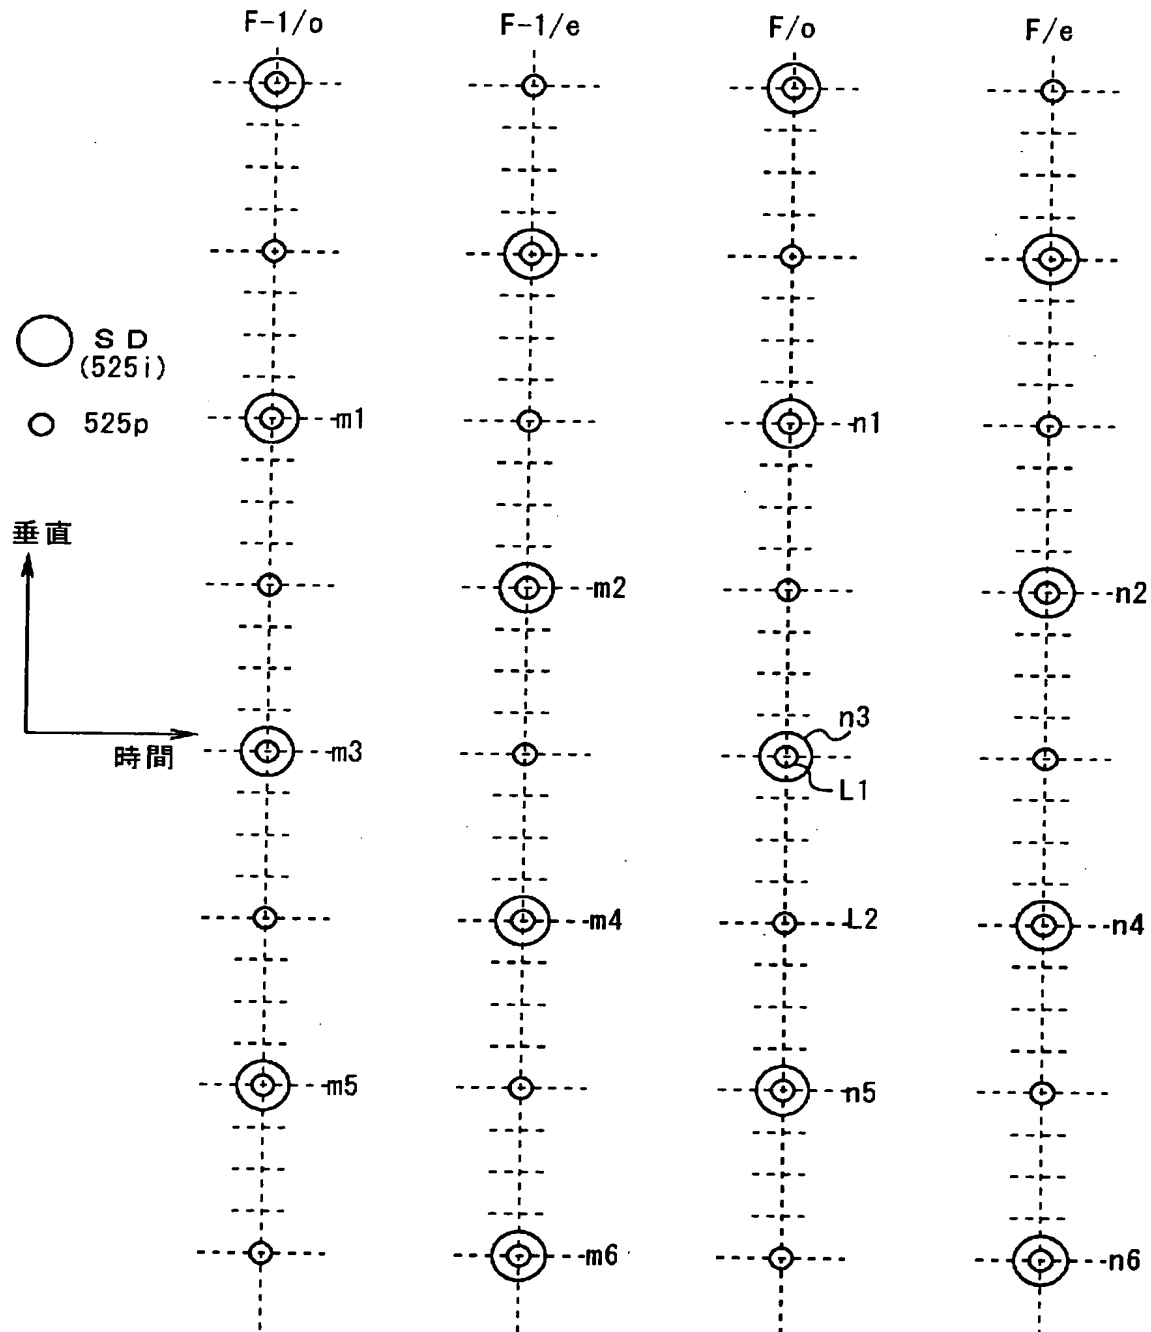 F-1/o F-1/e F/o F/e
SD
(525i)
525p
m1 n1
垂直
m2 n2
時間
m3 n3
L1
m4 L2 n4
m5 n5
m6 n6